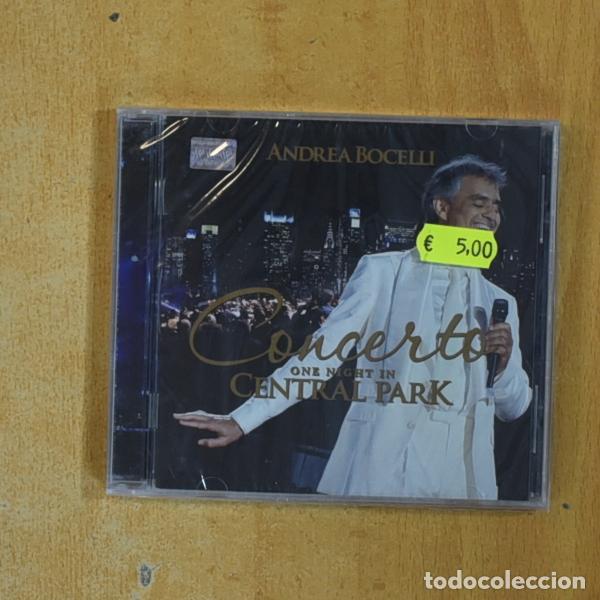 ANDREA BOCELLI
€ 5,00
Concerto
ONE NIGHT IN
CENTRAL PARK
todocoleccion